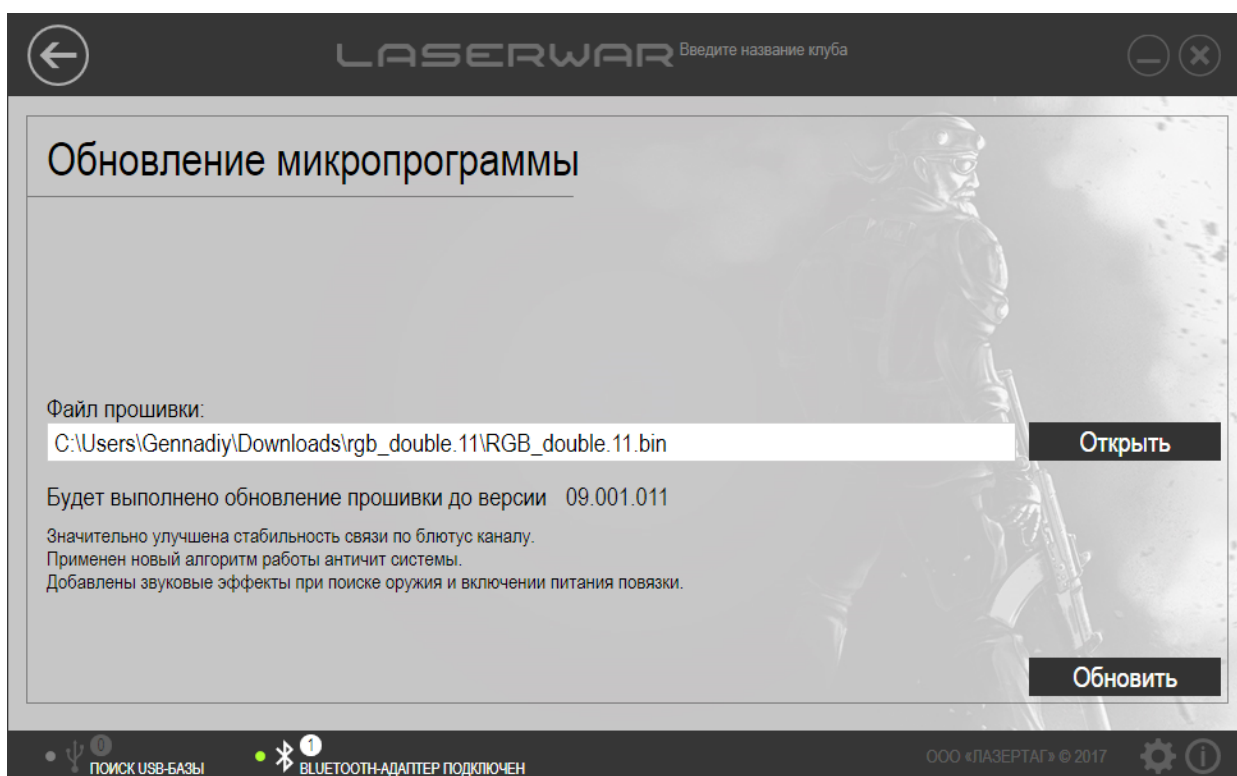 LASERWAR Введите название клуба
Обновление микропрограммы
Файл прошивки:
C:\Users\Gennadiy\Downloads\rgb_double.11\RGB_double.11.bin
Открыть
Будет выполнено обновление прошивки до версии 09.001.011
Значительно улучшена стабильность связи по блютус каналу.
Применен новый алгоритм работы античит системы.
Добавлены звуковые эффекты при поиске оружия и включении питания повязки.
Обновить
0
ПОИСК USB-БАЗЫ
1
BLUETOOTH-АДАПТЕР ПОДКЛЮЧЕН
ООО «ЛАЗЕРТАГ» © 2017